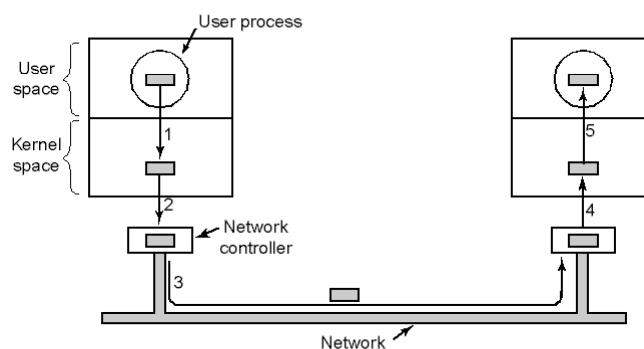 User process
User
space
1
5
Kernel
space
2
4
Network
controller
3
Network